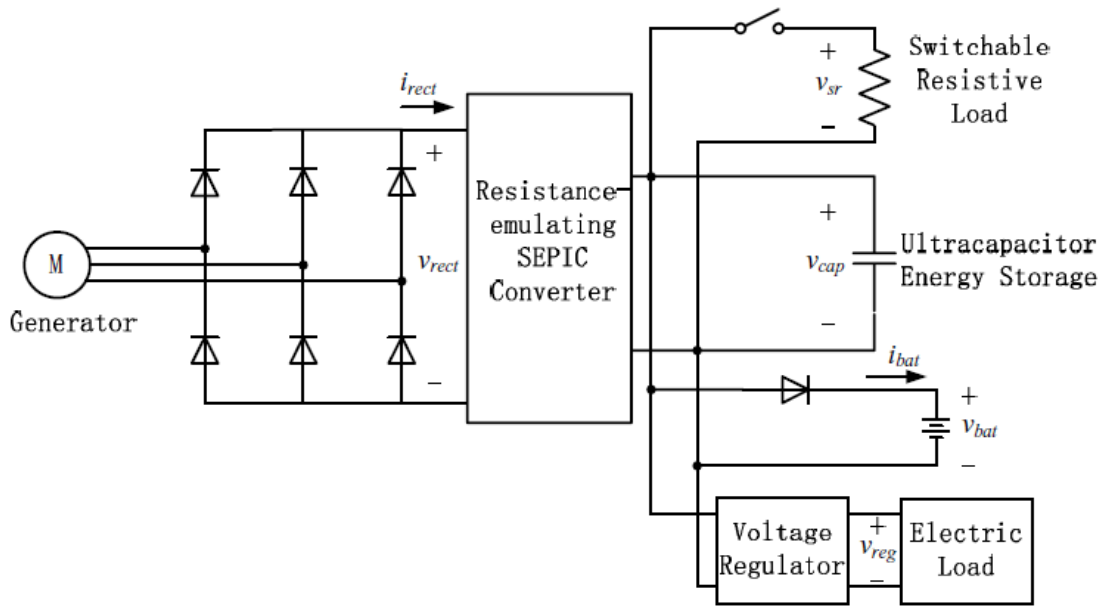 i_rect
+
v_rect
−
M
Generator
Resistance
emulating
SEPIC
Converter
+
v_sr
−
Switchable
Resistive
Load
+
v_cap
−
Ultracapacitor
Energy Storage
i_bat
+
v_bat
−
Voltage
Regulator
+
v_reg
−
Electric
Load